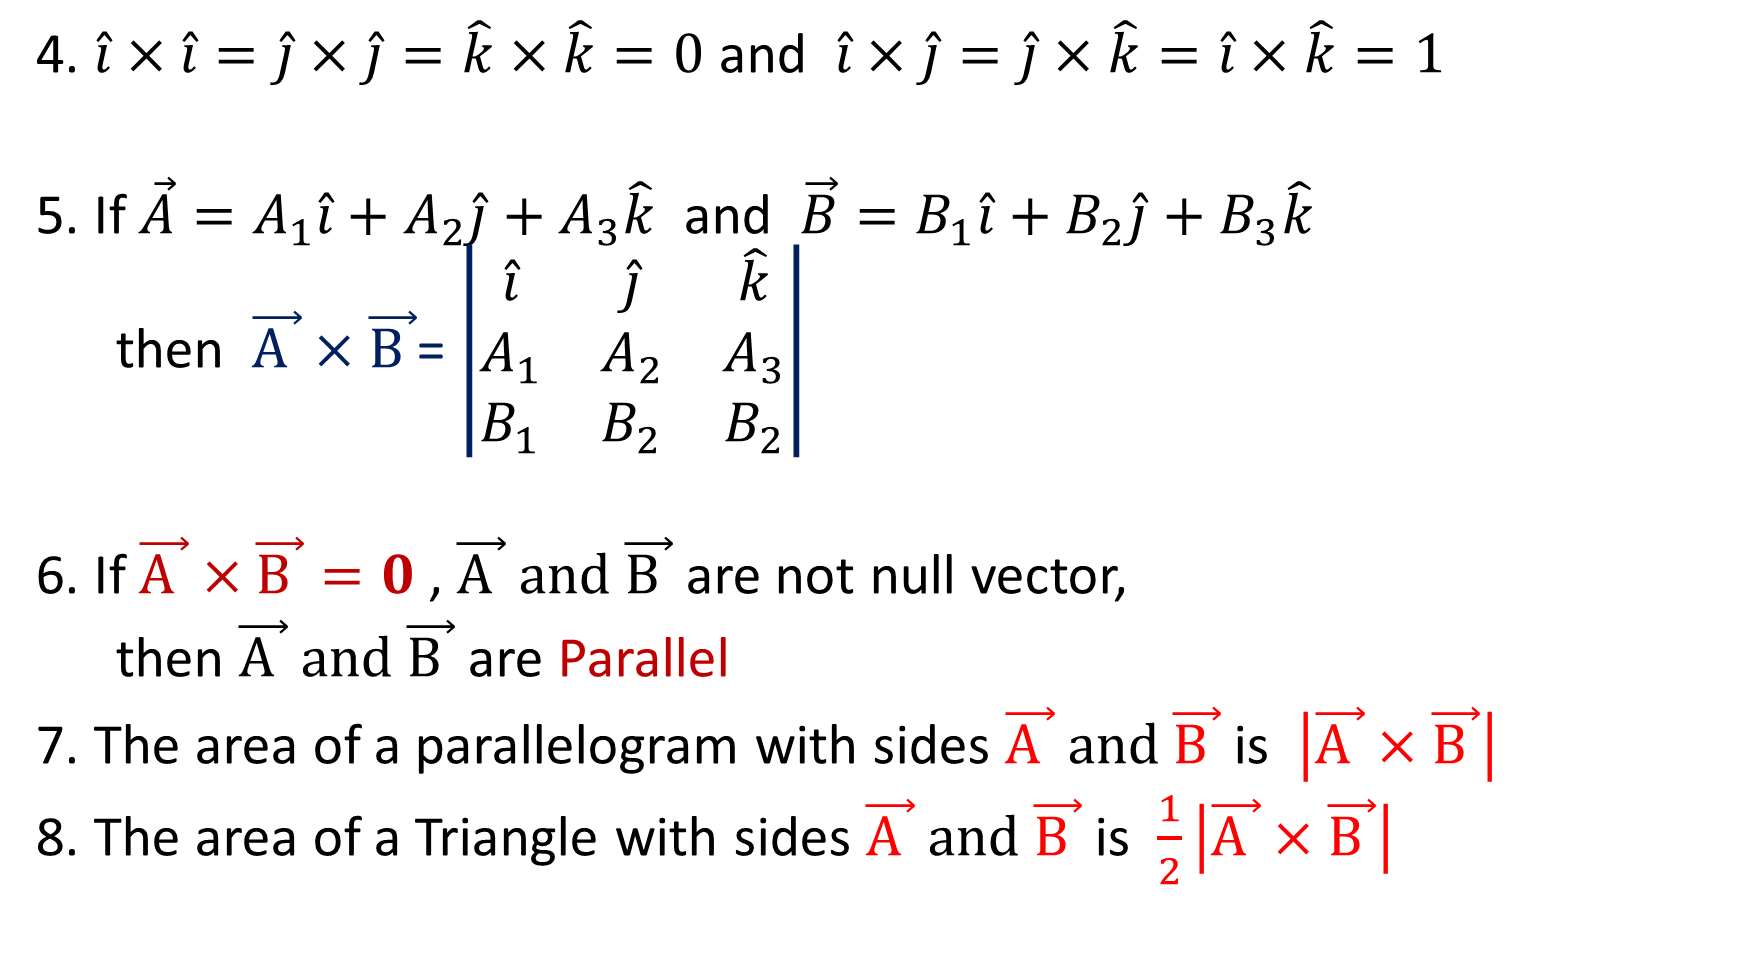 4. î × î = ĵ × ĵ = k̂ × k̂ = 0 and î × ĵ = ĵ × k̂ = î × k̂ = 1
5. If A⃗ = A₁î + A₂ĵ + A₃k̂ and B⃗ = B₁î + B₂ĵ + B₃k̂
then A⃗ × B⃗ = | î ĵ k̂ |
| A₁ A₂ A₃ |
| B₁ B₂ B₂ |
6. If A⃗ × B⃗ = 0 , A⃗ and B⃗ are not null vector,
then A⃗ and B⃗ are Parallel
7. The area of a parallelogram with sides A⃗ and B⃗ is |A⃗ × B⃗|
8. The area of a Triangle with sides A⃗ and B⃗ is ½ |A⃗ × B⃗|